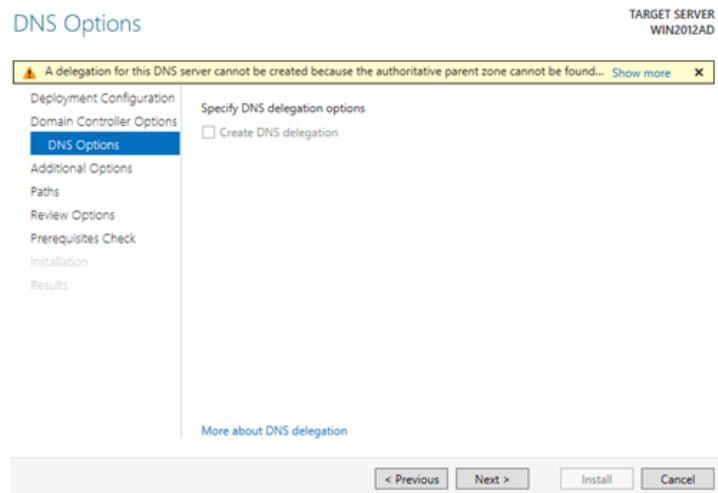 DNS Options
TARGET SERVER
WIN2012AD
A delegation for this DNS server cannot be created because the authoritative parent zone cannot be found... Show more
Deployment Configuration
Domain Controller Options
DNS Options
Additional Options
Paths
Review Options
Prerequisites Check
Installation
Results
Specify DNS delegation options
Create DNS delegation
More about DNS delegation
< Previous
Next >
Install
Cancel